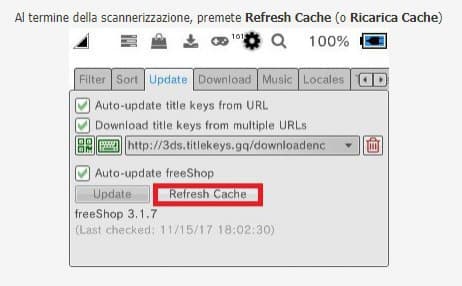 Al termine della scannerizzazione, premete Refresh Cache (o Ricarica Cache)
161 100%
Filter Sort Update Download Music Locales
Auto-update title keys from URL
Download title keys from multiple URLs
http://3ds.titlekeys.gq/downloadenc
Auto-update freeShop
Update Refresh Cache
freeShop 3.1.7
(Last checked: 11/15/17 18:02:30)